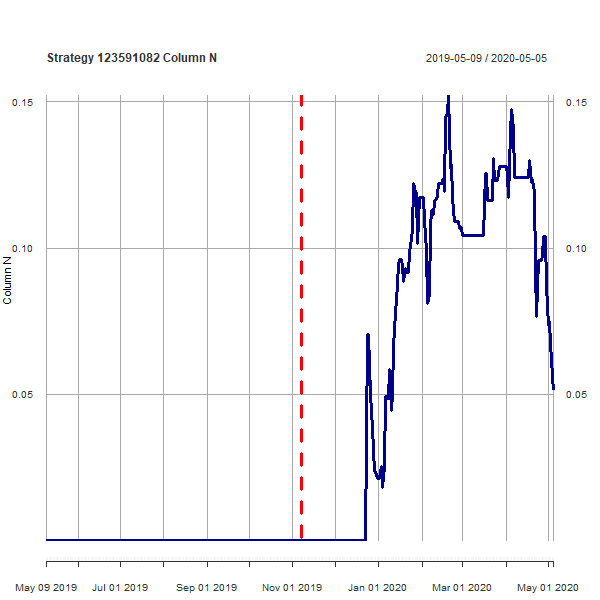 Strategy 123591082 Column N
2019-05-09 / 2020-05-05
0.15
0.15
0.10
0.10
Column N
0.05
0.05
May 09 2019
Jul 01 2019
Sep 01 2019
Nov 01 2019
Jan 01 2020
Mar 01 2020
May 01 2020